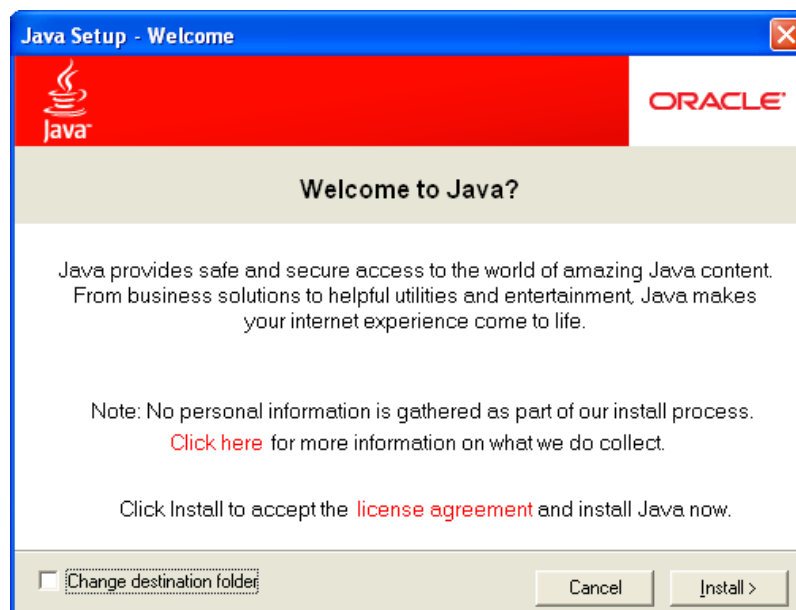 Java Setup - Welcome
Java
ORACLE
Welcome to Java?
Java provides safe and secure access to the world of amazing Java content.
From business solutions to helpful utilities and entertainment, Java makes
your internet experience come to life.
Note: No personal information is gathered as part of our install process.
Click here for more information on what we do collect.
Click Install to accept the license agreement and install Java now.
Change destination folder
Cancel
Install >